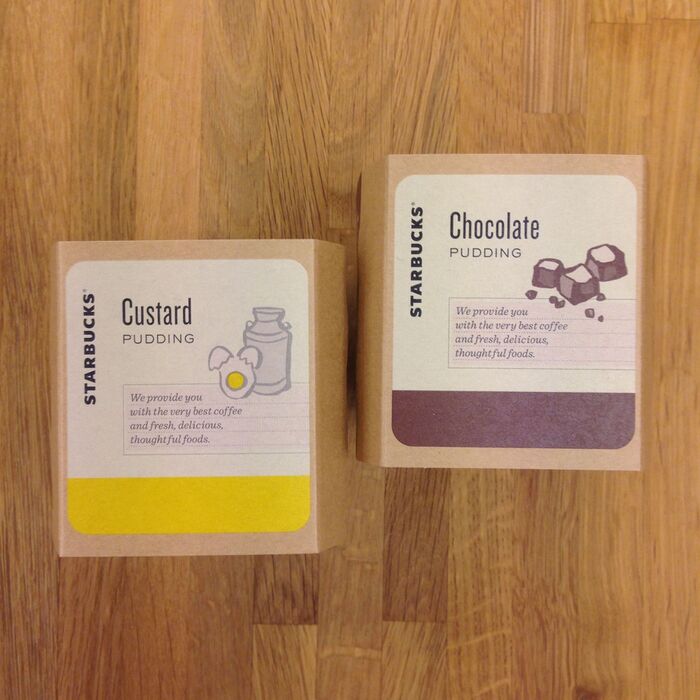 STARBUCKS®
Custard
PUDDING
We provide you
with the very best coffee
and fresh, delicious,
thoughtful foods.
STARBUCKS®
Chocolate
PUDDING
We provide you
with the very best coffee
and fresh, delicious,
thoughtful foods.